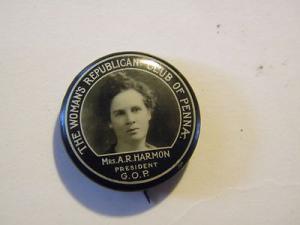 THE WOMAN'S REPUBLICAN CLUB OF PENNA.
MRS. A.R. HARMON
PRESIDENT
G.O.P.